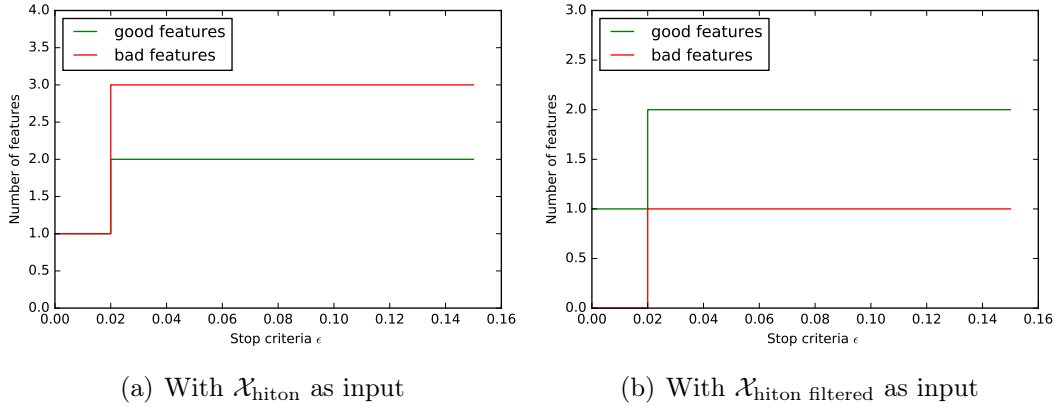 4.0
3.5
3.0
2.5
2.0
1.5
1.0
0.5
0.0
Number of features
good features
bad features
0.00 0.02 0.04 0.06 0.08 0.10 0.12 0.14 0.16
Stop criteria ϵ
(a) With 𝒳hiton as input
3.0
2.5
2.0
1.5
1.0
0.5
0.0
Number of features
good features
bad features
0.00 0.02 0.04 0.06 0.08 0.10 0.12 0.14 0.16
Stop criteria ϵ
(b) With 𝒳hiton filtered as input